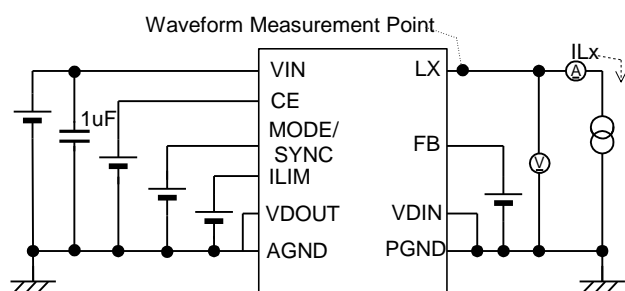 Waveform Measurement Point
ILx
VIN
LX
A
CE
1uF
MODE/
SYNC
FB
ILIM
V
VDOUT
VDIN
AGND
PGND